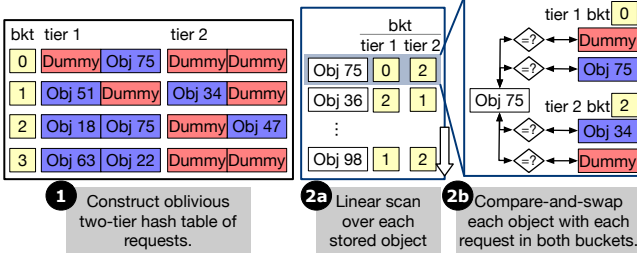 bkt tier 1 tier 2
0 Dummy Obj 75 Dummy Dummy
1 Obj 51 Dummy Obj 34 Dummy
2 Obj 18 Obj 75 Dummy Obj 47
3 Obj 63 Obj 22 Dummy Dummy
1 Construct oblivious
two-tier hash table of
requests.
bkt
tier 1 tier 2
Obj 75 0 2
Obj 36 2 1
⋮
Obj 98 1 2
2a Linear scan
over each
stored object
tier 1 bkt 0
=? Dummy
=? Obj 75
Obj 75
tier 2 bkt 2
=? Obj 34
=? Dummy
2b Compare-and-swap
each object with each
request in both buckets.